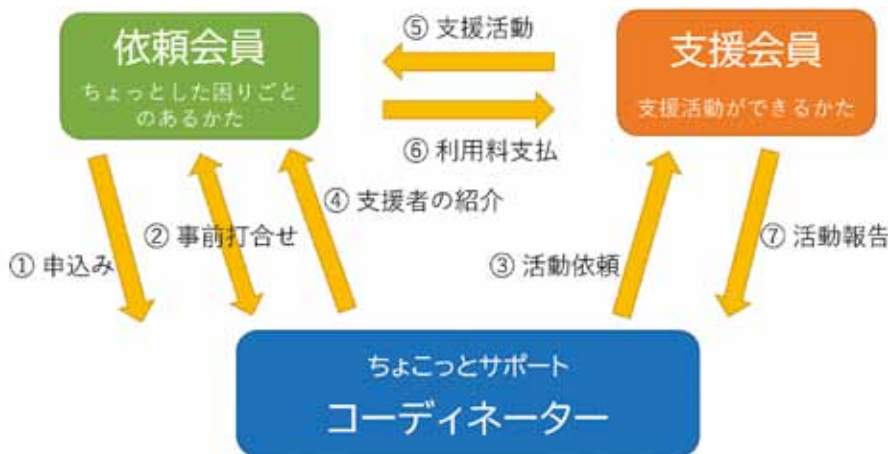 依頼会員
ちょっとした困りごと
のあるかた
⑤ 支援活動
支援会員
支援活動ができるかた
⑥ 利用料支払
① 申込み
② 事前打合せ
④ 支援者の紹介
③ 活動依頼
⑦ 活動報告
ちょこっとサポート
コーディネーター